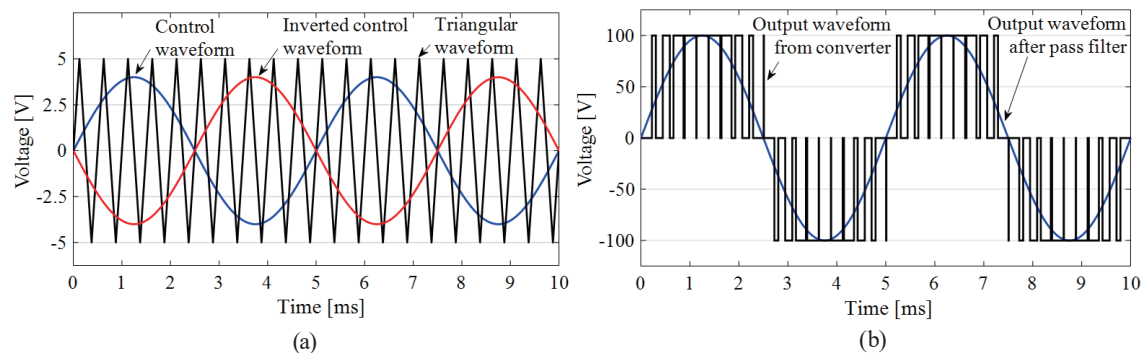 Control waveform
Inverted control waveform
Triangular waveform
5
2.5
0
-2.5
-5
Voltage [V]
0 1 2 3 4 5 6 7 8 9 10
Time [ms]
(a)
Output waveform from converter
Output waveform after pass filter
100
50
0
-50
-100
Voltage [V]
0 1 2 3 4 5 6 7 8 9 10
Time [ms]
(b)